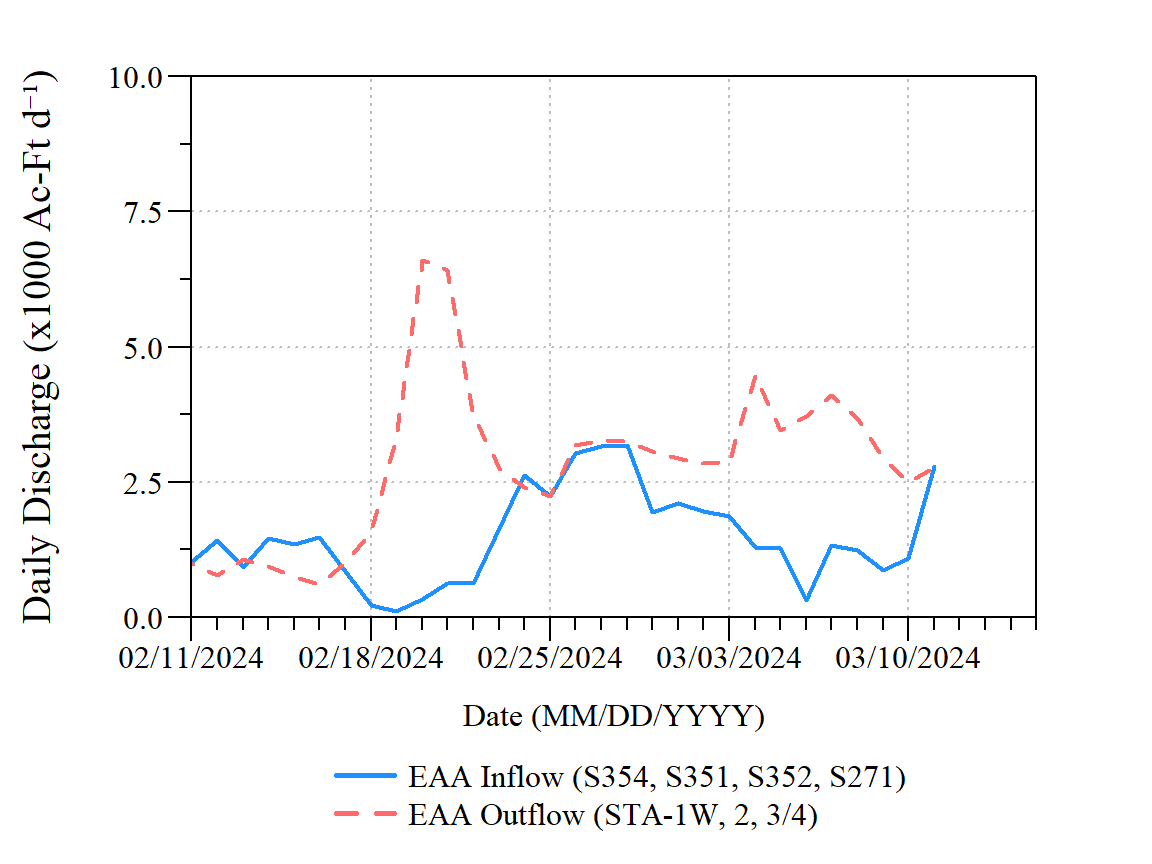 Daily Discharge (x1000 Ac-Ft d⁻¹)
10.0
7.5
5.0
2.5
0.0
02/11/2024 02/18/2024 02/25/2024 03/03/2024 03/10/2024
Date (MM/DD/YYYY)
EAA Inflow (S354, S351, S352, S271)
EAA Outflow (STA-1W, 2, 3/4)